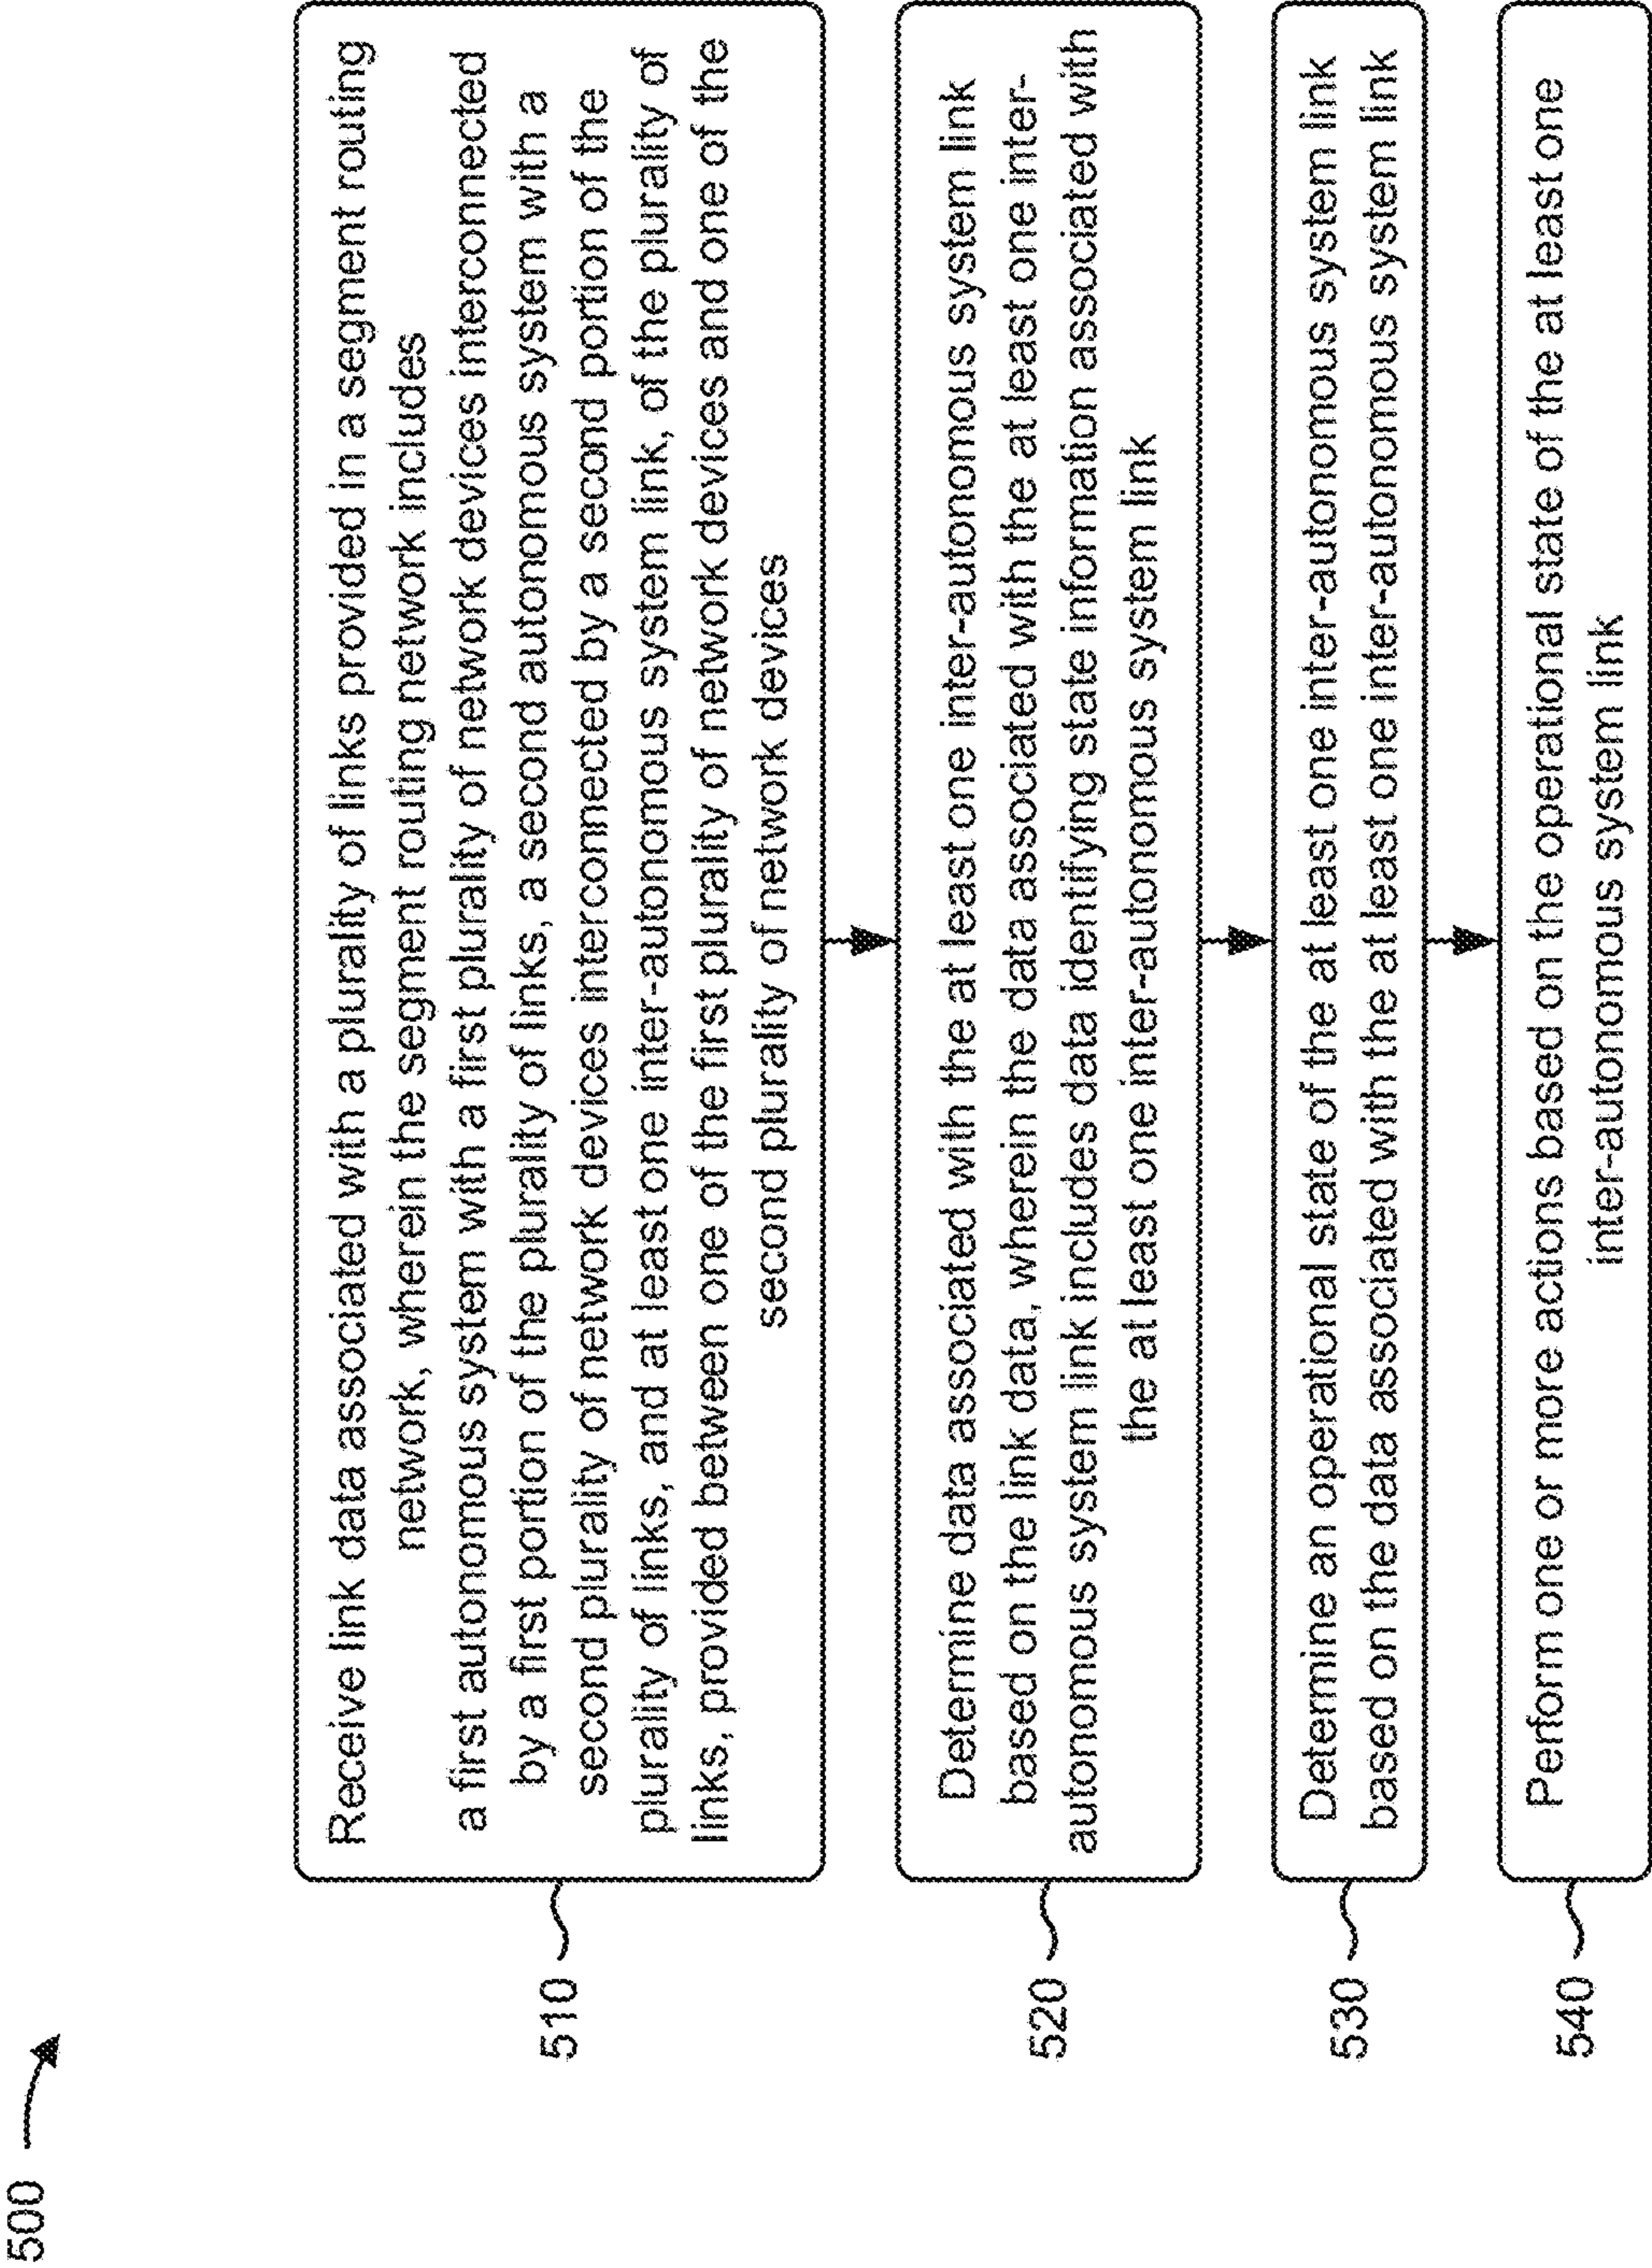 500
510
Receive link data associated with a plurality of links provided in a segment routing
network, wherein the segment routing network includes
a first autonomous system with a first plurality of network devices interconnected
by a first portion of the plurality of links, a second autonomous system with a
second plurality of network devices interconnected by a second portion of the
plurality of links, and at least one inter-autonomous system link, of the plurality of
links, provided between one of the first plurality of network devices and one of the
second plurality of network devices
520
Determine data associated with the at least one inter-autonomous system link
based on the link data, wherein the data associated with the at least one inter-
autonomous system link includes data identifying state information associated with
the at least one inter-autonomous system link
530
Determine an operational state of the at least one inter-autonomous system link
based on the data associated with the at least one inter-autonomous system link
540
Perform one or more actions based on the operational state of the at least one
inter-autonomous system link